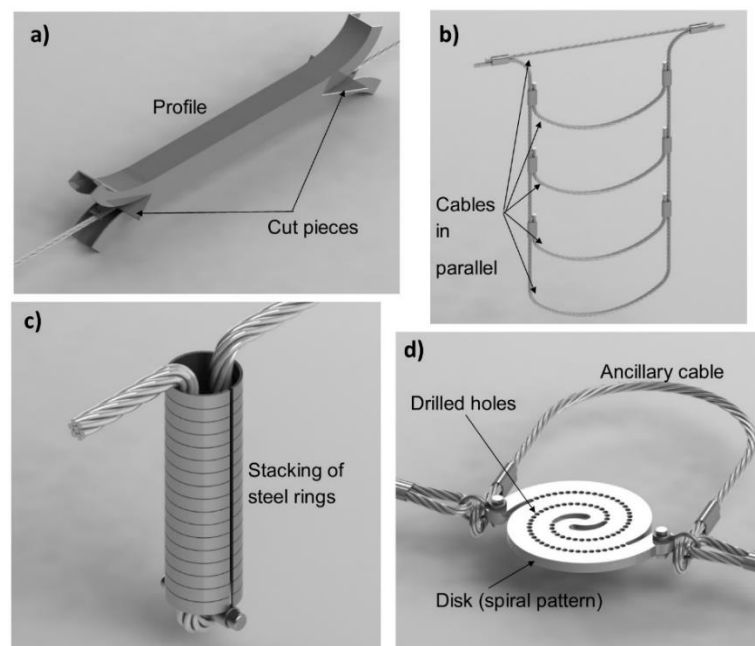 a)
Profile
Cut pieces
b)
Cables
in
parallel
c)
Stacking of
steel rings
d)
Ancillary cable
Drilled holes
Disk (spiral pattern)